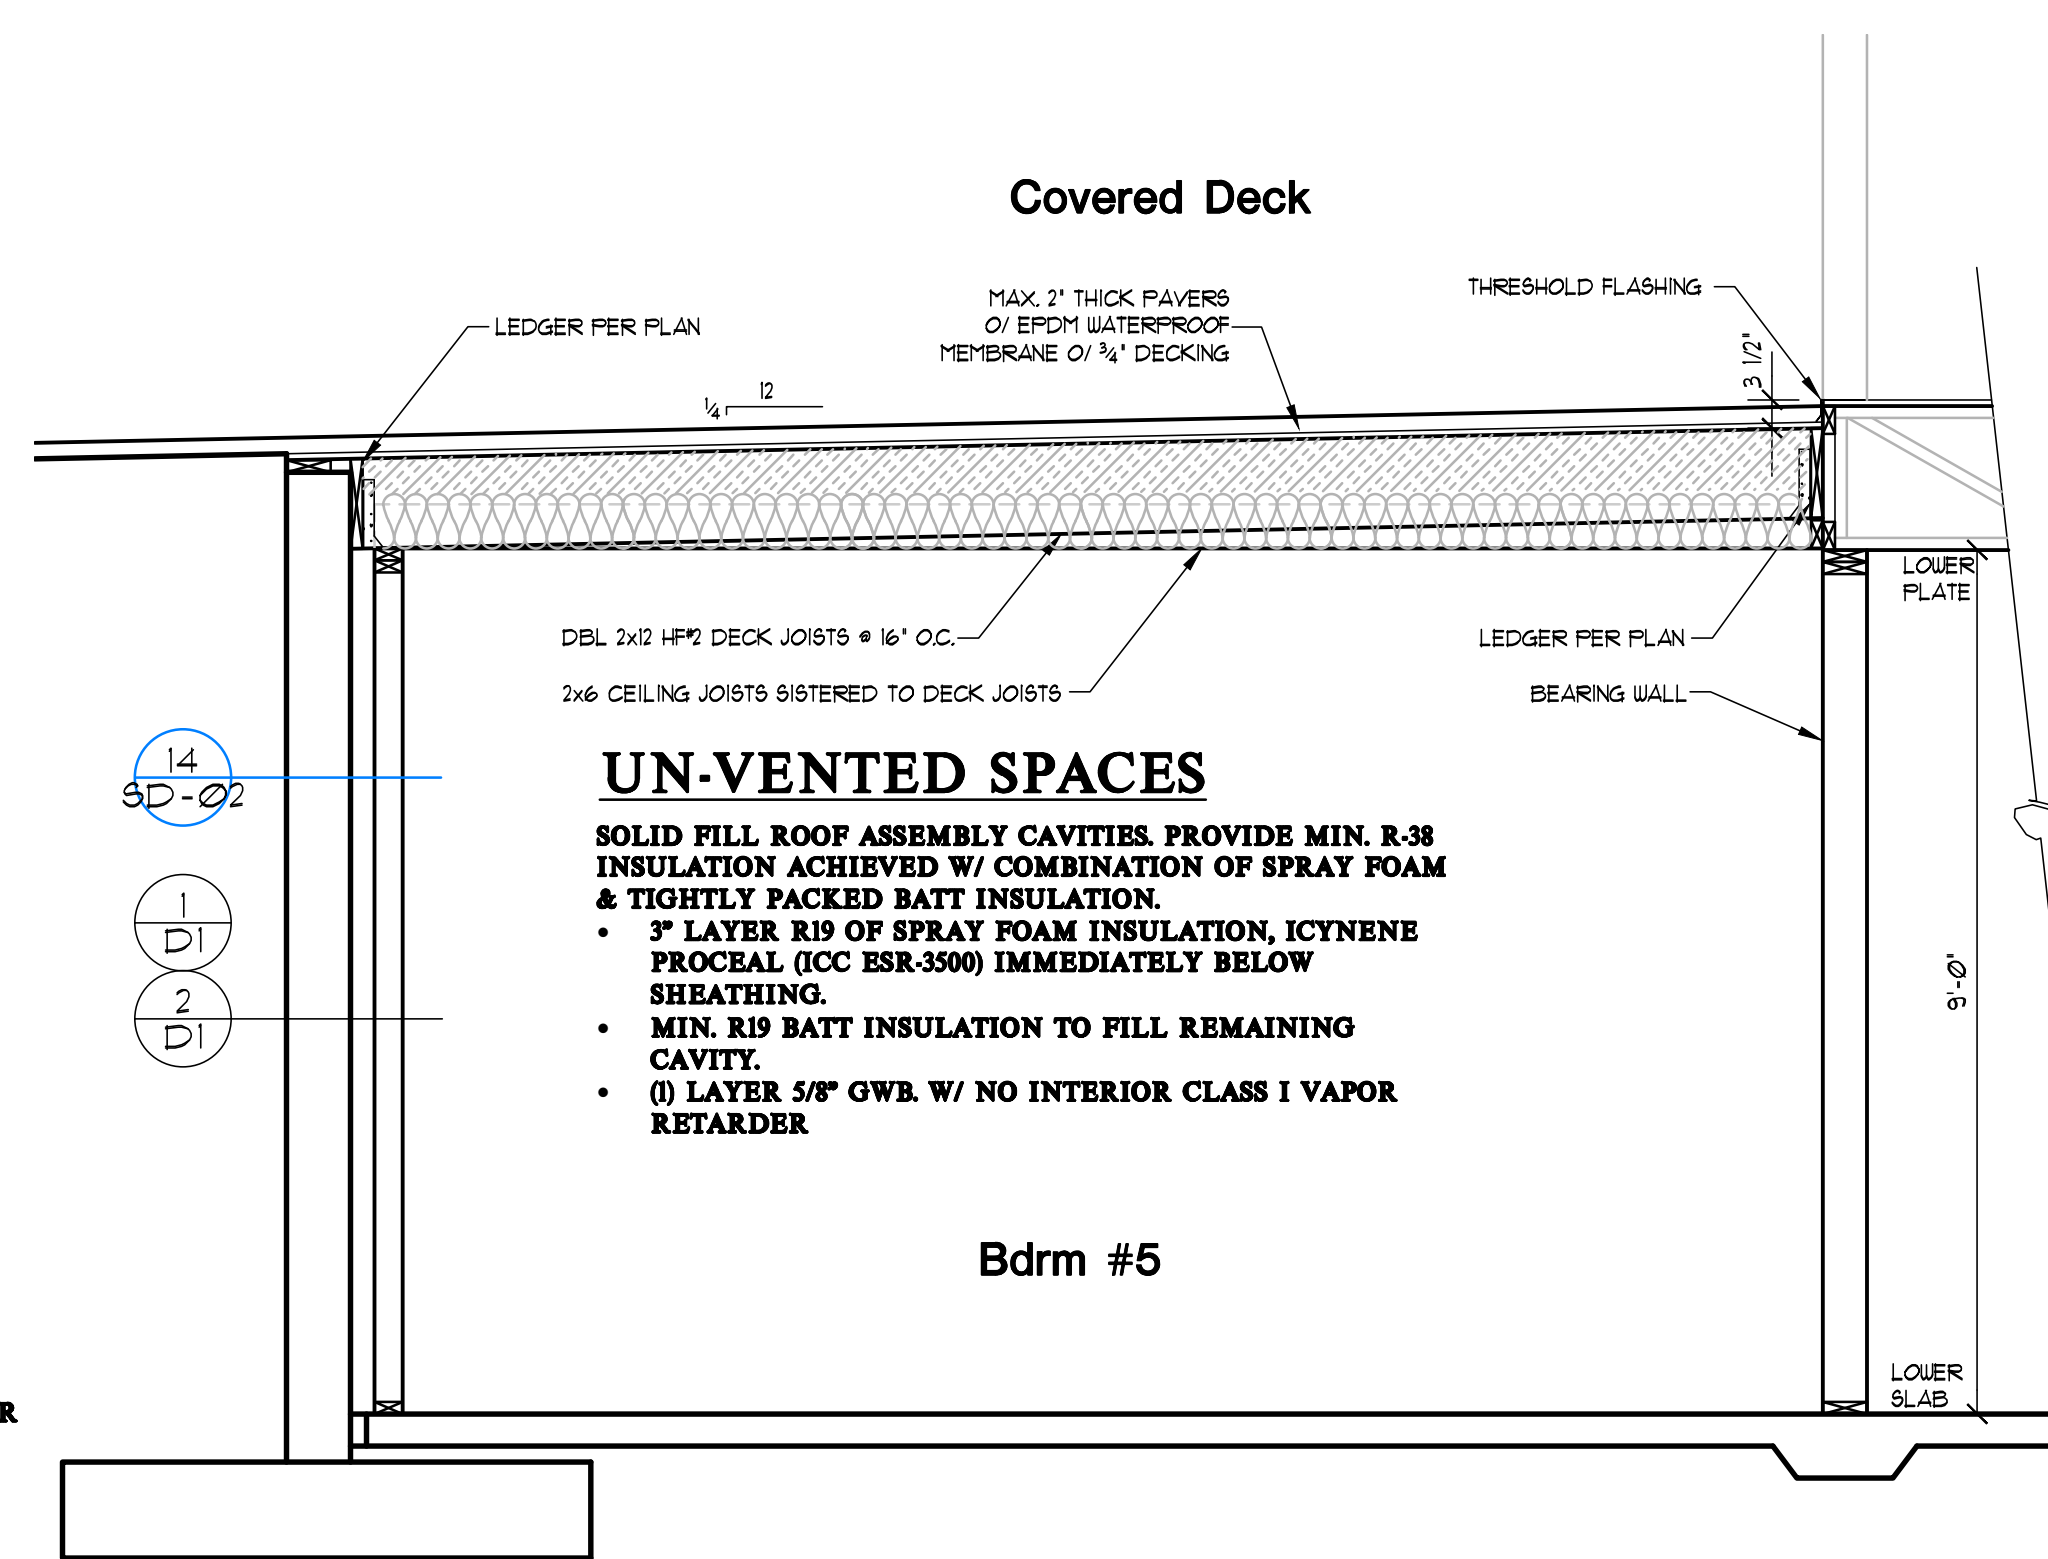 Covered Deck
THRESHOLD FLASHING
MAX. 2" THICK PAVERS
O/ EPDM WATERPROOF
MEMBRANE O/ ¾" DECKING
LEDGER PER PLAN
3 1/2"
12
¼
LOWER
PLATE
DBL 2x12 HF#2 DECK JOISTS @ 16" O.C.
LEDGER PER PLAN
2x6 CEILING JOISTS SISTERED TO DECK JOISTS
BEARING WALL
UN-VENTED SPACES
SOLID FILL ROOF ASSEMBLY CAVITIES. PROVIDE MIN. R-38
INSULATION ACHIEVED W/ COMBINATION OF SPRAY FOAM
& TIGHTLY PACKED BATT INSULATION.
• 3" LAYER R19 OF SPRAY FOAM INSULATION, ICYNENE
PROCEAL (ICC ESR-3500) IMMEDIATELY BELOW
SHEATHING.
• MIN. R19 BATT INSULATION TO FILL REMAINING
CAVITY.
• (1) LAYER 5/8" GWB. W/ NO INTERIOR CLASS I VAPOR
RETARDER
14
SD-02
1
D1
2
D1
9'-0"
Bdrm #5
LOWER
SLAB
R